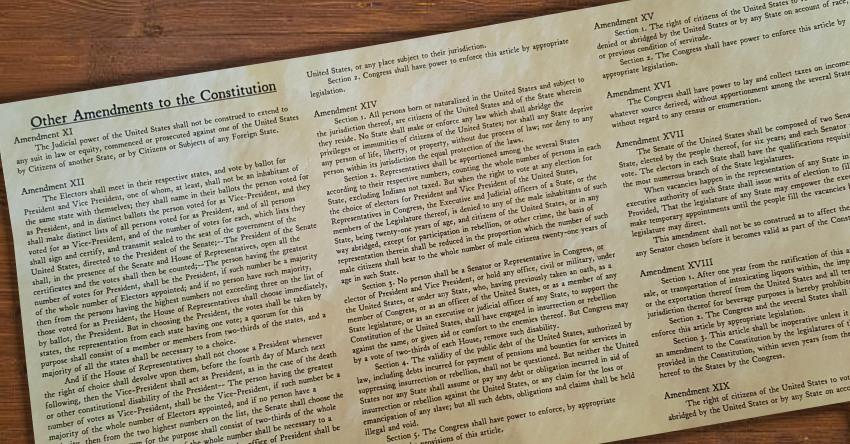 Other Amendments to the Constitution
Amendment XI
The Judicial power of the United States shall not be construed to extend to
any suit in law or equity, commenced or prosecuted against one of the United States
by Citizens of another State, or by Citizens or Subjects of any Foreign State.
Amendment XII
The Electors shall meet in their respective states, and vote by ballot for
President and Vice-President, one of whom, at least, shall not be an inhabitant of
the same state with themselves; they shall name in their ballots the person voted for
as President, and in distinct ballots the person voted for as Vice-President, and they
shall make distinct lists of all persons voted for as President, and of all persons
voted for as Vice-President, and of the number of votes for each, which lists they
shall sign and certify, and transmit sealed to the seat of the government of the
United States, directed to the President of the Senate;--The President of the Senate
shall, in the presence of the Senate and House of Representatives, open all the
certificates and the votes shall then be counted;--The person having the greatest
number of votes for President, shall be the President, if such number be a majority
of the whole number of Electors appointed; and if no person have such majority,
then from the persons having the highest numbers not exceeding three on the list of
those voted for as President, the House of Representatives shall choose immediately,
by ballot, the President. But in choosing the President, the votes shall be taken by
states, the representation from each state having one vote; a quorum for this
purpose shall consist of a member or members from two-thirds of the states, and a
majority of all the states shall be necessary to a choice.
And if the House of Representatives shall not choose a President whenever
the right of choice shall devolve upon them, before the fourth day of March next
following, then the Vice-President shall act as President, as in the case of the death
or other constitutional disability of the President-- The person having the greatest
number of votes as Vice-President, shall be the Vice-President, if such number be a
majority of the whole number of Electors appointed, and if no person have a
then from the two highest numbers on the list, the Senate shall choose the
for the purpose shall consist of two-thirds of the whole
the whole number shall be necessary to a
office of President shall be
United States, or any place subject to their jurisdiction.
Section 2. Congress shall have power to enforce this article by appropriate
legislation.
Amendment XIV
Section 1. All persons born or naturalized in the United States and subject to
the jurisdiction thereof, are citizens of the United States and of the State wherein
they reside. No State shall make or enforce any law which shall abridge the
privileges or immunities of citizens of the United States; nor shall any State deprive
any person of life, liberty, or property, without due process of law; nor deny to any
person within its jurisdiction the equal protection of the laws.
Section 2. Representatives shall be apportioned among the several States
according to their respective numbers, counting the whole number of persons in each
State, excluding Indians not taxed. But when the right to vote at any election for
the choice of electors for President and Vice President of the United States,
Representatives in Congress, the Executive and Judicial officers of a State, or the
members of the Legislature thereof, is denied to any of the male inhabitants of such
State, being twenty-one years of age, and citizens of the United States, or in any
way abridged, except for participation in rebellion, or other crime, the basis of
representation therein shall be reduced in the proportion which the number of such
male citizens shall bear to the whole number of male citizens twenty-one years of
age in such State.
Section 3. No person shall be a Senator or Representative in Congress, or
elector of President and Vice President, or hold any office, civil or military, under
the United States, or under any State, who, having previously taken an oath, as a
member of Congress, or as an officer of the United States, or as a member of any
State legislature, or as an executive or judicial officer of any State, to support the
Constitution of the United States, shall have engaged in insurrection or rebellion
against the same, or given aid or comfort to the enemies thereof. But Congress may
by a vote of two-thirds of each House, remove such disability.
Section 4. The validity of the public debt of the United States, authorized by
law, including debts incurred for payment of pensions and bounties for services in
suppressing insurrection or rebellion, shall not be questioned. But neither the United
States nor any State shall assume or pay any debt or obligation incurred in aid of
insurrection or rebellion against the United States, or any claim for the loss or
emancipation of any slave; but all such debts, obligations and claims shall be held
illegal and void.
Section 5. The Congress shall have power to enforce, by appropriate
provisions of this article.
Amendment XV
Section 1. The right of citizens of the United States to
denied or abridged by the United States or by any State on account of race,
or previous condition of servitude.
Section 2. The Congress shall have power to enforce this article by
appropriate legislation.
Amendment XVI
The Congress shall have power to lay and collect taxes on income
whatever source derived, without apportionment among the several State
without regard to any census or enumeration.
Amendment XVII
The Senate of the United States shall be composed of two Sena
State, elected by the people thereof, for six years; and each Senator
vote. The electors in each State shall have the qualifications requisit
the most numerous branch of the State legislatures.
When vacancies happen in the representation of any State in
executive authority of such State shall issue writs of election to fil
Provided, That the legislature of any State may empower the exec
make temporary appointments until the people fill the vacancies b
legislature may direct.
This amendment shall not be so construed as to affect the
any Senator chosen before it becomes valid as part of the Const
Amendment XVIII
Section 1. After one year from the ratification of this a
sale, or transportation of intoxicating liquors within, the imp
or the exportation thereof from the United States and all ter
jurisdiction thereof for beverage purposes is hereby prohibite
Section 2. The Congress and the several States shall
enforce this article by appropriate legislation.
Section 3. This article shall be inoperative unless it
an amendment to the Constitution by the legislatures of t
provided in the Constitution, within seven years from the
hereof to the States by the Congress.
Amendment XIX
The right of citizens of the United States to vot
abridged by the United States or by any State on acco